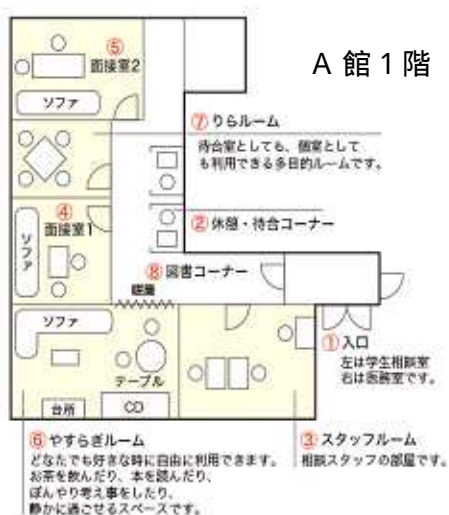 A 館 1 階
⑤
面接室2
ソファ
⑦ りらルーム
待合室としても、個室として
も利用できる多目的ルームです。
④
面接室1
ソファ
② 休憩・待合コーナー
⑧ 図書コーナー
暖簾
ソファ
テーブル
台所
CD
① 入口
左は学生相談室
右は医務室です。
⑥ やすらぎルーム
どなたでも好きな時に自由に利用できます。
お茶を飲んだり、本を読んだり、
ぼんやり考え事をしたり、
静かに過ごせるスペースです。
③ スタッフルーム
相談スタッフの部屋です。